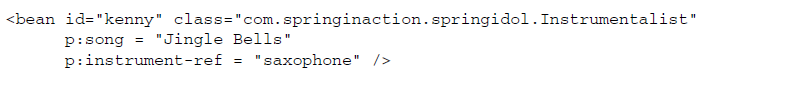 <bean id="kenny" class="com.springinaction.springidol.Instrumentalist"
p:song = "Jingle Bells"
p:instrument-ref = "saxophone" />